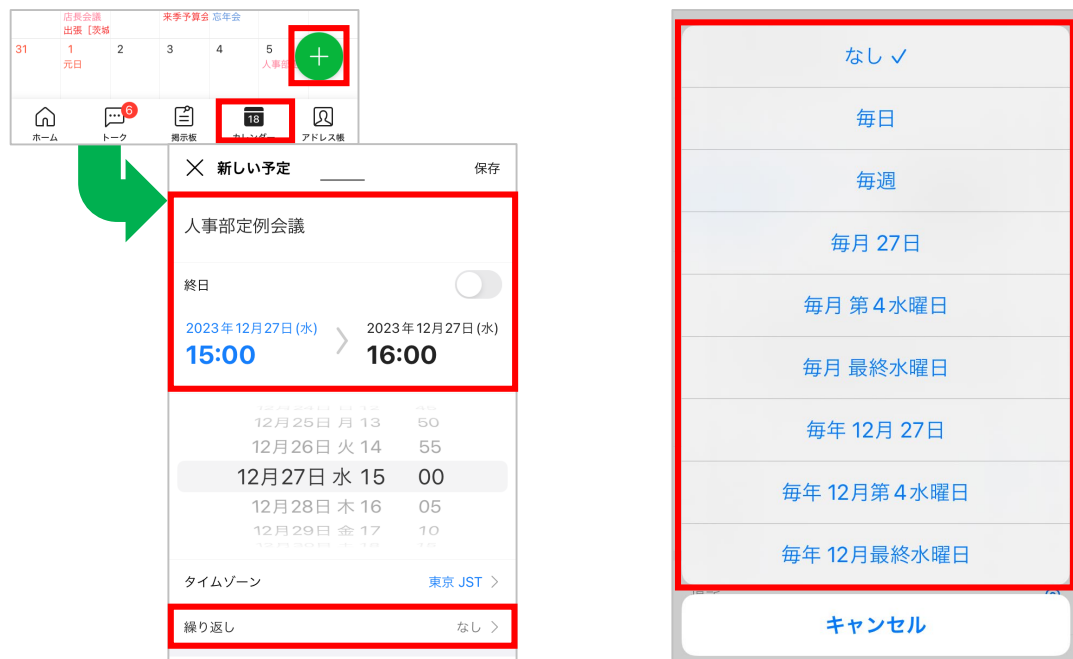 店長会議 来季予算会 忘年会
出張［茨城
31 1 2 3 4 5
元日 人事部
6
18
ホーム トーク 掲示板 カレンダー アドレス帳
新しい予定 保存
人事部定例会議
終日
2023年12月27日(水) 2023年12月27日(水)
15:00 16:00
12月25日 月 13 50
12月26日 火 14 55
12月27日 水 15 00
12月28日 木 16 05
12月29日 金 17 10
タイムゾーン 東京 JST
繰り返し なし
なし ✓
毎日
毎週
毎月 27日
毎月 第４水曜日
毎月 最終水曜日
毎年 12月 27日
毎年 12月第４水曜日
毎年 12月最終水曜日
キャンセル